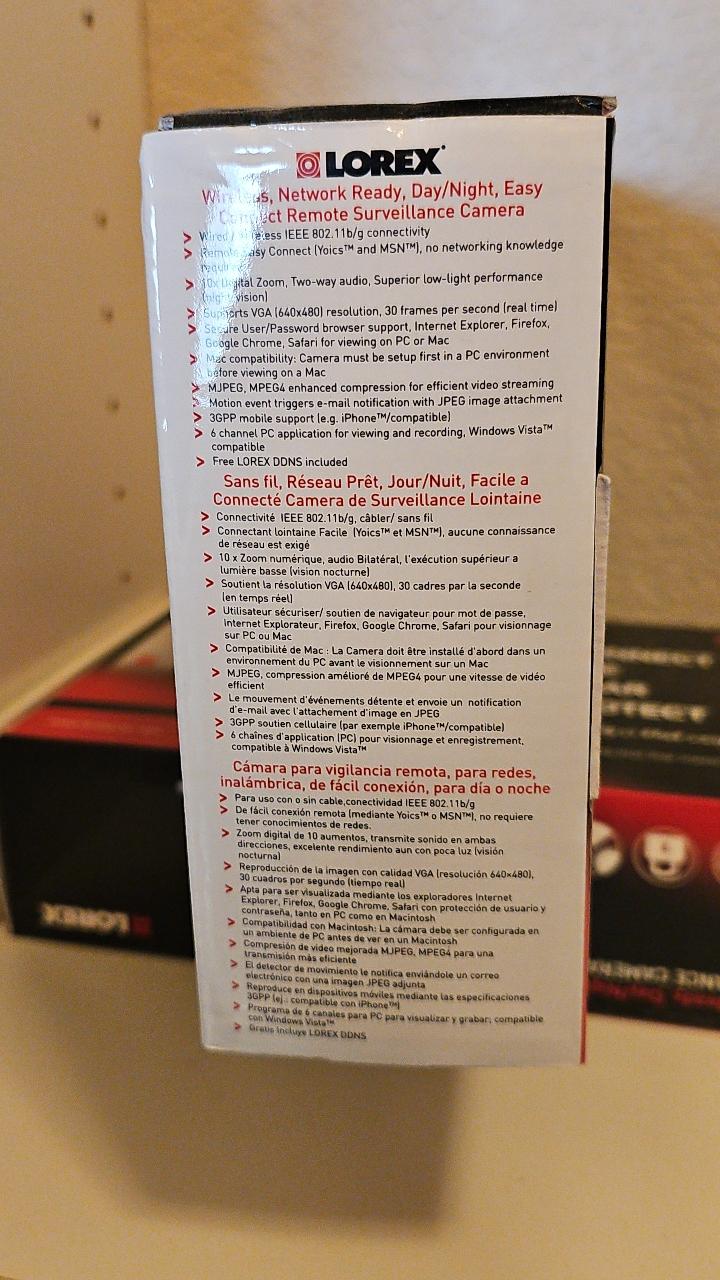 LOREX
Wireless, Network Ready, Day/Night, Easy
Connect Remote Surveillance Camera
> Wired / Wireless IEEE 802.11b/g connectivity
> Remote Easy Connect (Yoics™ and MSN™), no networking knowledge
required
> 10x Digital Zoom, Two-way audio, Superior low-light performance
(night vision)
> Supports VGA (640x480) resolution, 30 frames per second (real time)
> Secure User/Password browser support, Internet Explorer, Firefox,
Google Chrome, Safari for viewing on PC or Mac
> Mac compatibility: Camera must be setup first in a PC environment
before viewing on a Mac
> MJPEG, MPEG4 enhanced compression for efficient video streaming
> Motion event triggers e-mail notification with JPEG image attachment
> 3GPP mobile support (e.g. iPhone™/compatible)
> 6 channel PC application for viewing and recording, Windows Vista™
compatible
> Free LOREX DDNS included
Sans fil, Réseau Prêt, Jour/Nuit, Facile a
Connecté Camera de Surveillance Lointaine
> Connectivité IEEE 802.11b/g, câbler/ sans fil
> Connectant lointaine Facile (Yoics™ et MSN™), aucune connaissance
de réseau est exigé
> 10 x Zoom numérique, audio Bilatéral, l'exécution supérieur a
lumière basse (vision nocturne)
> Soutient la résolution VGA (640x480), 30 cadres par la seconde
(en temps réel)
> Utilisateur sécuriser/ soutien de navigateur pour mot de passe,
Internet Explorateur, Firefox, Google Chrome, Safari pour visionnage
sur PC ou Mac
> Compatibilité de Mac : La Camera doit être installé d'abord dans un
environnement du PC avant le visionnement sur un Mac
> MJPEG, compression amélioré de MPEG4 pour une vitesse de vidéo
efficient
> Le mouvement d'événements détente et envoie un notification
d'e-mail avec l'attachement d'image en JPEG
> 3GPP soutien cellulaire (par exemple iPhone™/compatible)
> 6 chaînes d'application (PC) pour visionnage et enregistrement,
compatible à Windows Vista™
Cámara para vigilancia remota, para redes,
inalámbrica, de fácil conexión, para día o noche
> Para uso con o sin cable,conectividad IEEE 802.11b/g
> De fácil conexión remota (mediante Yoics™ o MSN™), no requiere
tener conocimientos de redes.
> Zoom digital de 10 aumentos, transmite sonido en ambas
direcciones, excelente rendimiento aun con poca luz (visión
nocturna)
> Reproducción de la imagen con calidad VGA (resolución 640x480),
30 cuadros por segundo (tiempo real)
> Apta para ser visualizada mediante los exploradores Internet
Explorer, Firefox, Google Chrome, Safari con protección de usuario y
contraseña, tanto en PC como en Macintosh
> Compatibilidad con Macintosh: La cámara debe ser configurada en
un ambiente de PC antes de ver en un Macintosh
> Compresión de video mejorada MJPEG, MPEG4 para una
transmisión más eficiente
> El detector de movimiento le notifica enviándole un correo
electrónico con una imagen JPEG adjunta
> Reproduce en dispositivos móviles mediante las especificaciones
3GPP (ej.: compatible con iPhone™)
> Programa de 6 canales para PC para visualizar y grabar; compatible
con Windows Vista™
> Gratis Incluye LOREX DDNS
LOREX